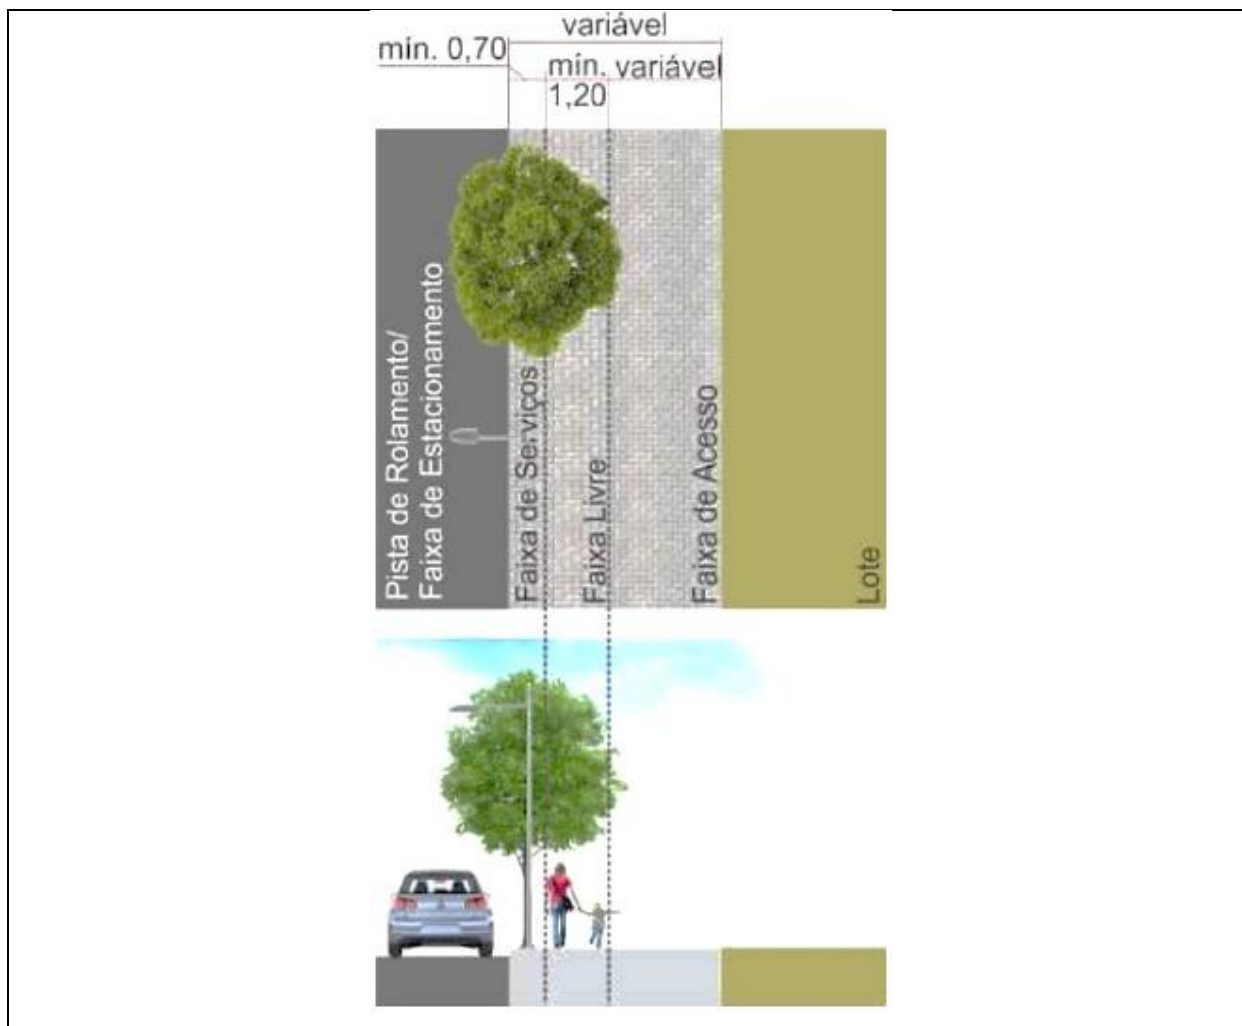 variável
mín. 0,70
mín. variável
1,20
Pista de Rolamento/
Faixa de Estacionamento
Faixa de Serviços
Faixa Livre
Faixa de Acesso
Lote